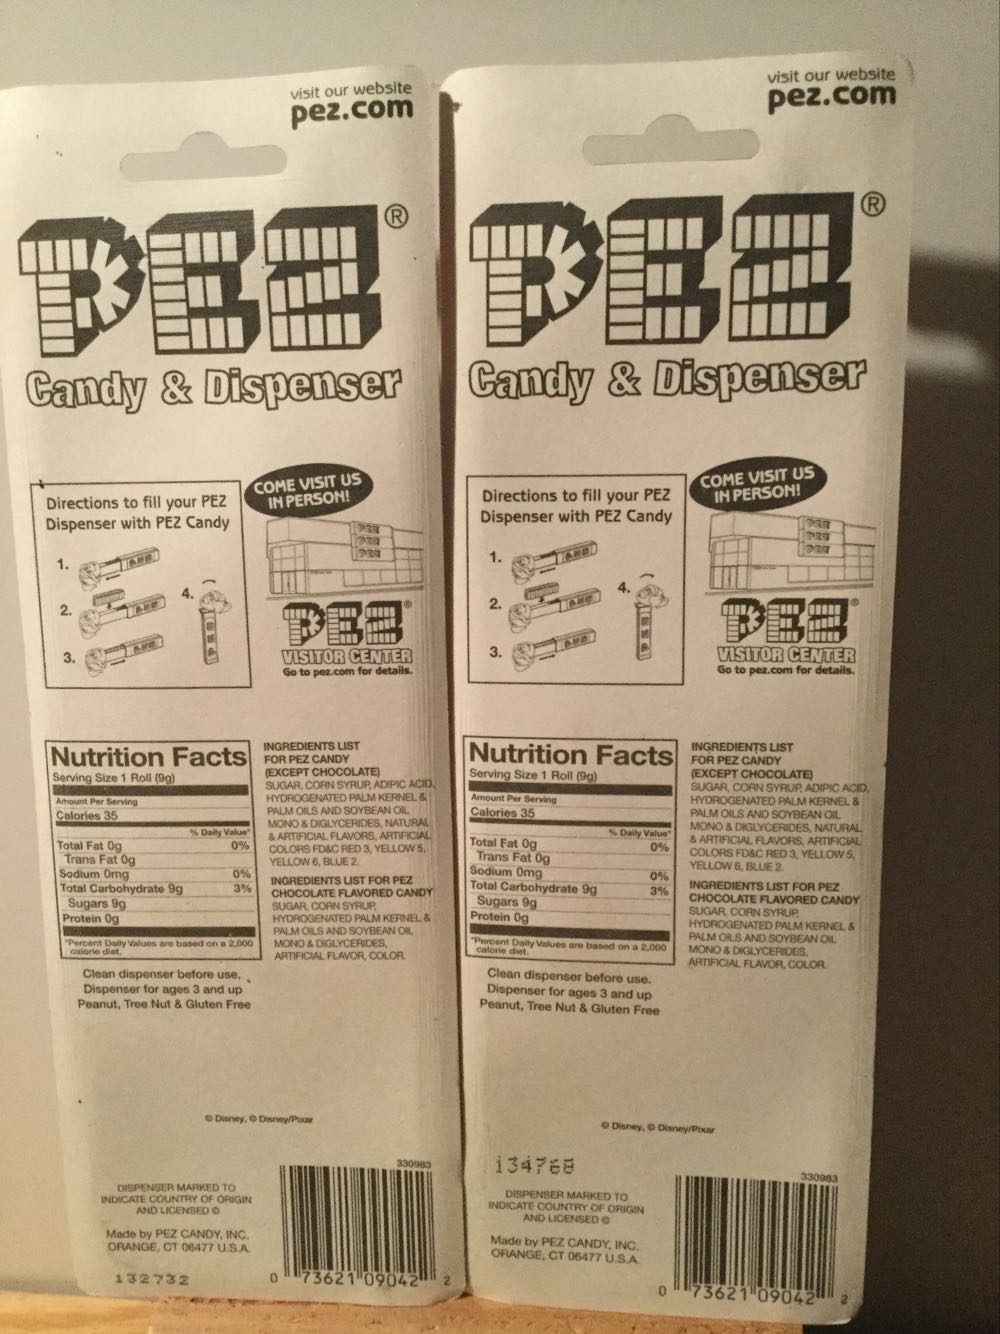 visit our website
pez.com
PEZ®
Candy & Dispenser
Directions to fill your PEZ
Dispenser with PEZ Candy
1.
2.
3.
4.
COME VISIT US
IN PERSON!
PEZ
PEZ
PEZ
PEZ®
VISITOR CENTER
Go to pez.com for details.
Nutrition Facts
Serving Size 1 Roll (9g)
Amount Per Serving
Calories 35
% Daily Value*
Total Fat 0g 0%
Trans Fat 0g
Sodium 0mg 0%
Total Carbohydrate 9g 3%
Sugars 9g
Protein 0g
*Percent Daily Values are based on a 2,000
calorie diet.
INGREDIENTS LIST
FOR PEZ CANDY
(EXCEPT CHOCOLATE)
SUGAR, CORN SYRUP, ADIPIC ACID,
HYDROGENATED PALM KERNEL &
PALM OILS AND SOYBEAN OIL
MONO & DIGLYCERIDES, NATURAL
& ARTIFICIAL FLAVORS, ARTIFICIAL
COLORS FD&C RED 3, YELLOW 5,
YELLOW 6, BLUE 2.
INGREDIENTS LIST FOR PEZ
CHOCOLATE FLAVORED CANDY
SUGAR, CORN SYRUP,
HYDROGENATED PALM KERNEL &
PALM OILS AND SOYBEAN OIL
MONO & DIGLYCERIDES,
ARTIFICIAL FLAVOR, COLOR.
Clean dispenser before use.
Dispenser for ages 3 and up
Peanut, Tree Nut & Gluten Free
© Disney, © Disney/Pixar
DISPENSER MARKED TO
INDICATE COUNTRY OF ORIGIN
AND LICENSED ©
Made by PEZ CANDY, INC.
ORANGE, CT 06477 U.S.A.
132732
330983
0 73621 09042 2
visit our website
pez.com
PEZ®
Candy & Dispenser
Directions to fill your PEZ
Dispenser with PEZ Candy
1.
2.
3.
4.
COME VISIT US
IN PERSON!
PEZ
PEZ
PEZ
PEZ®
VISITOR CENTER
Go to pez.com for details.
Nutrition Facts
Serving Size 1 Roll (9g)
Amount Per Serving
Calories 35
% Daily Value*
Total Fat 0g 0%
Trans Fat 0g
Sodium 0mg 0%
Total Carbohydrate 9g 3%
Sugars 9g
Protein 0g
*Percent Daily Values are based on a 2,000
calorie diet.
INGREDIENTS LIST
FOR PEZ CANDY
(EXCEPT CHOCOLATE)
SUGAR, CORN SYRUP, ADIPIC ACID,
HYDROGENATED PALM KERNEL &
PALM OILS AND SOYBEAN OIL
MONO & DIGLYCERIDES, NATURAL
& ARTIFICIAL FLAVORS, ARTIFICIAL
COLORS FD&C RED 3, YELLOW 5,
YELLOW 6, BLUE 2.
INGREDIENTS LIST FOR PEZ
CHOCOLATE FLAVORED CANDY
SUGAR, CORN SYRUP,
HYDROGENATED PALM KERNEL &
PALM OILS AND SOYBEAN OIL
MONO & DIGLYCERIDES,
ARTIFICIAL FLAVOR, COLOR.
Clean dispenser before use.
Dispenser for ages 3 and up
Peanut, Tree Nut & Gluten Free
© Disney, © Disney/Pixar
134768
DISPENSER MARKED TO
INDICATE COUNTRY OF ORIGIN
AND LICENSED ©
Made by PEZ CANDY, INC.
ORANGE, CT 06477 U.S.A.
330983
0 73621 09042 2